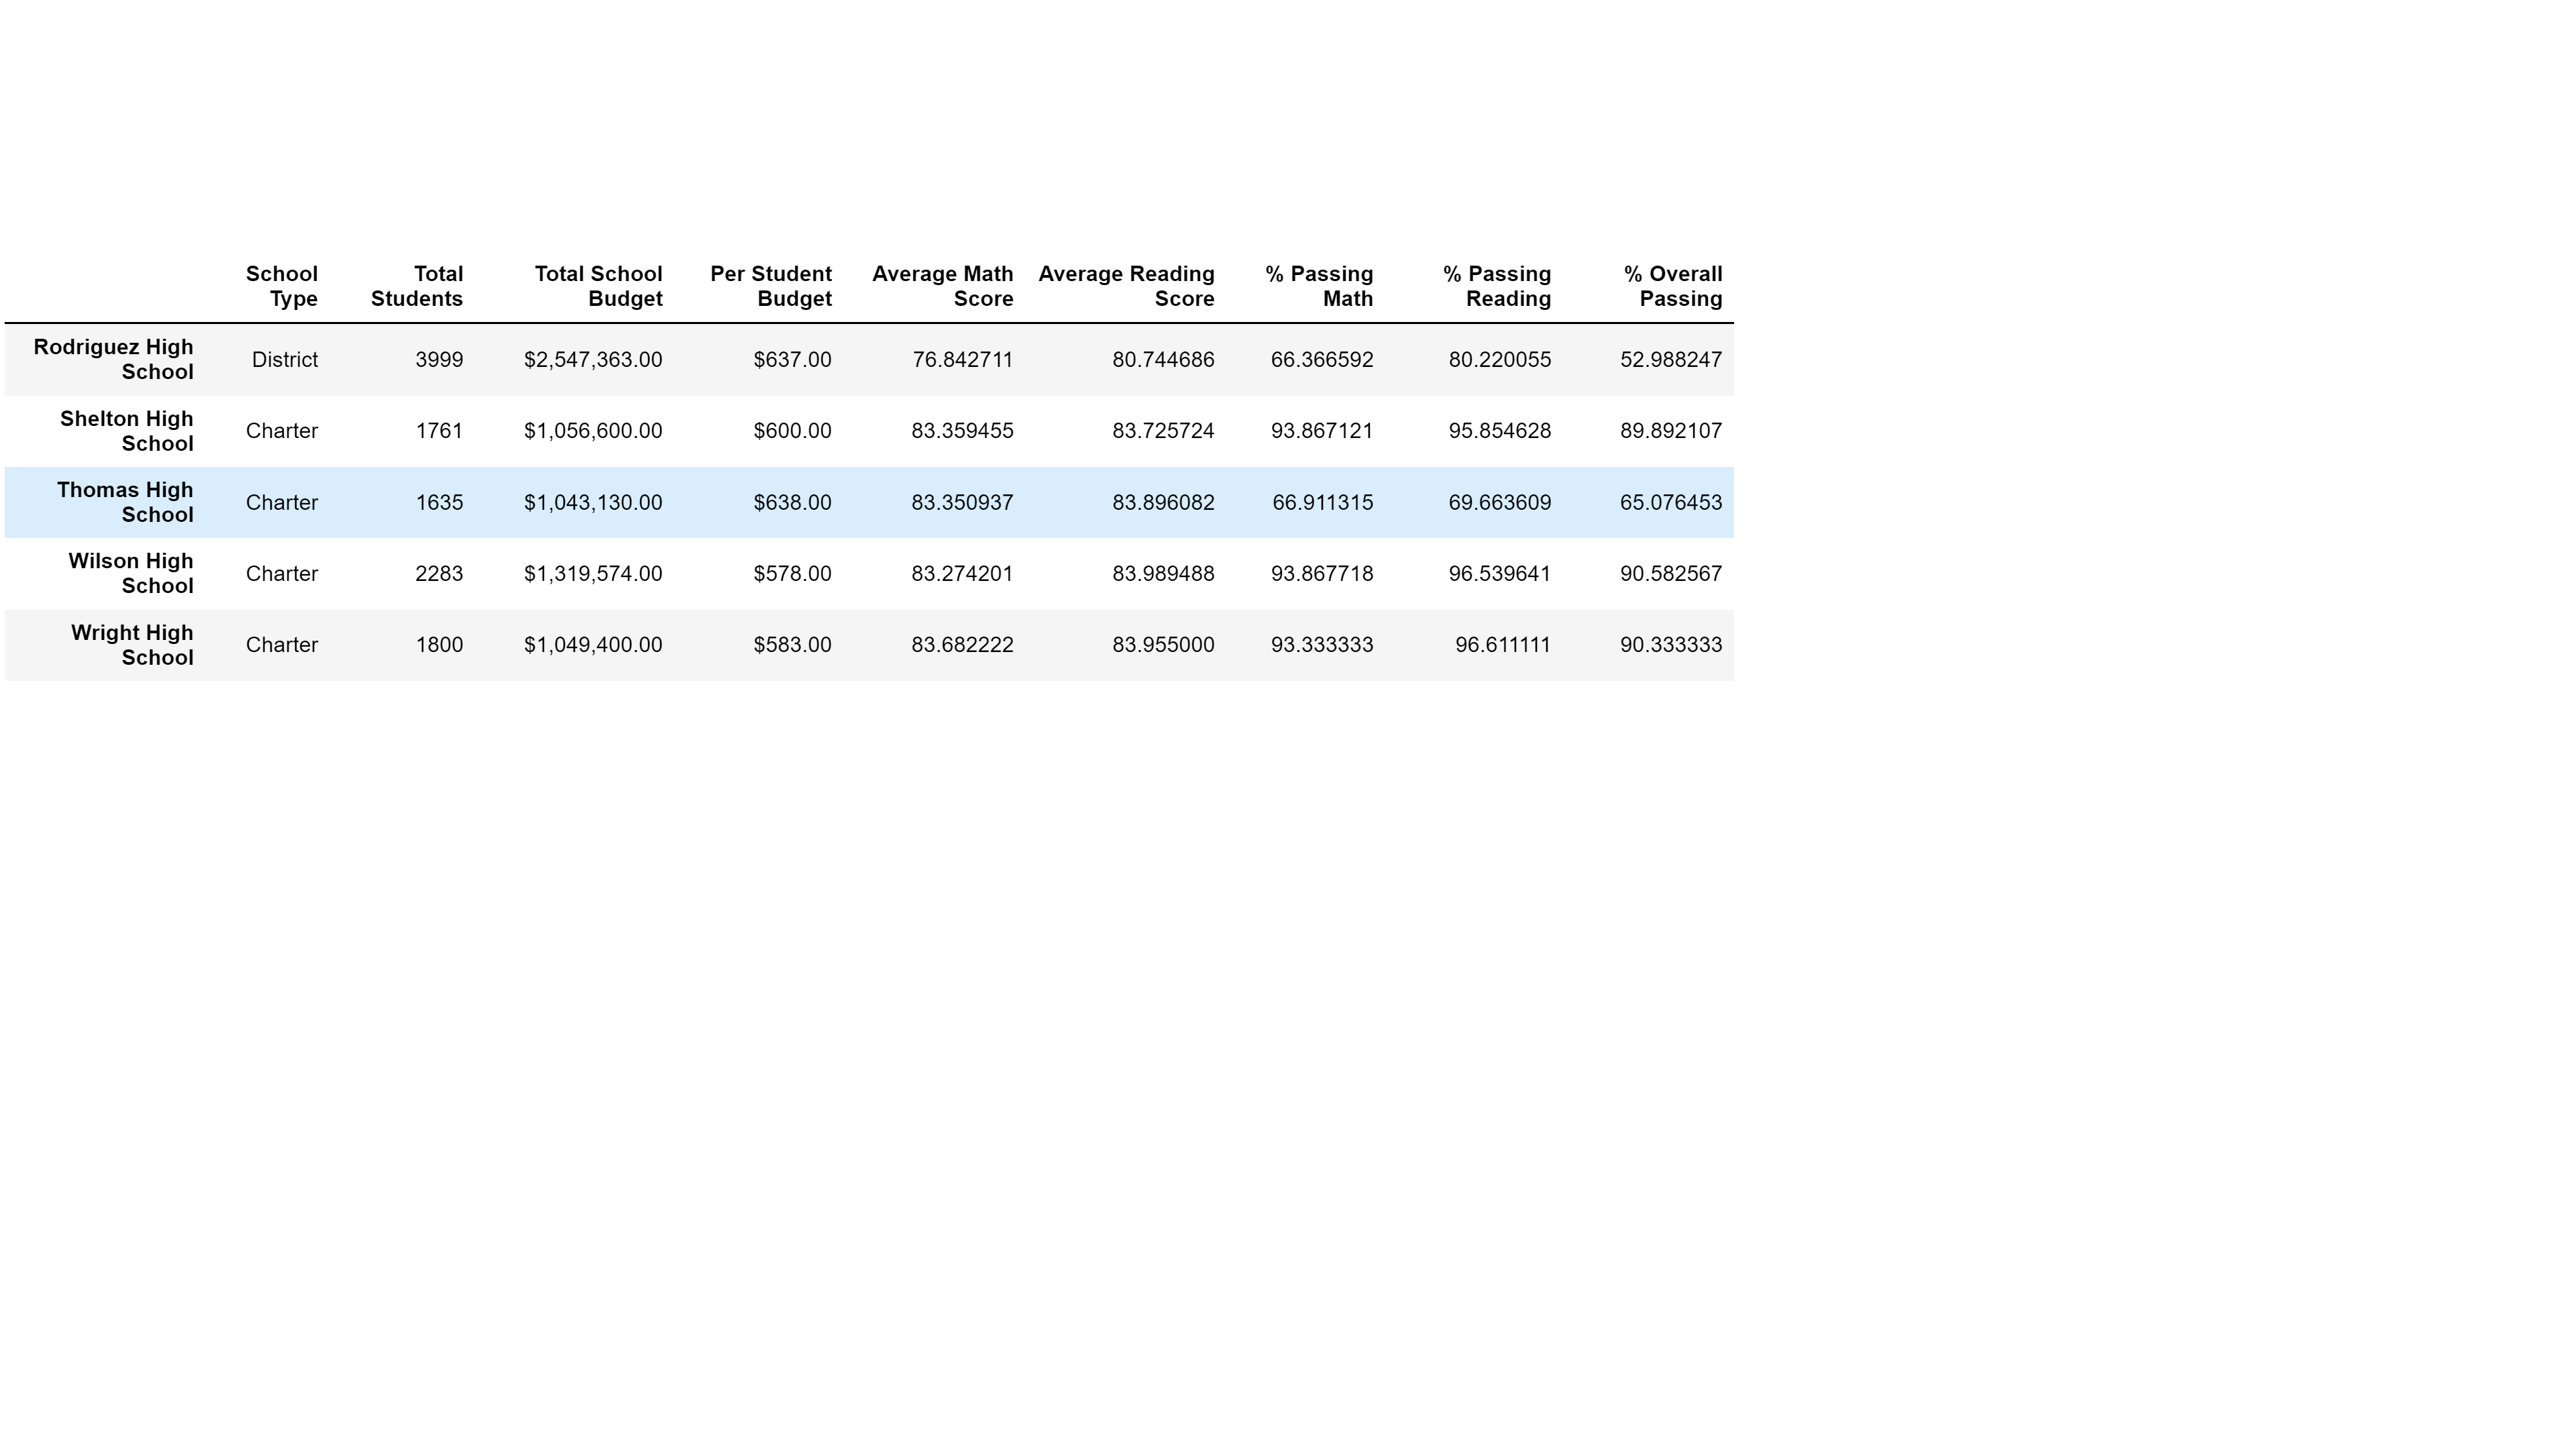 School Type Total Students Total School Budget Per Student Budget Average Math Score Average Reading Score % Passing Math % Passing Reading % Overall Passing
Rodriguez High School District 3999 $2,547,363.00 $637.00 76.842711 80.744686 66.366592 80.220055 52.988247
Shelton High School Charter 1761 $1,056,600.00 $600.00 83.359455 83.725724 93.867121 95.854628 89.892107
Thomas High School Charter 1635 $1,043,130.00 $638.00 83.350937 83.896082 66.911315 69.663609 65.076453
Wilson High School Charter 2283 $1,319,574.00 $578.00 83.274201 83.989488 93.867718 96.539641 90.582567
Wright High School Charter 1800 $1,049,400.00 $583.00 83.682222 83.955000 93.333333 96.611111 90.333333